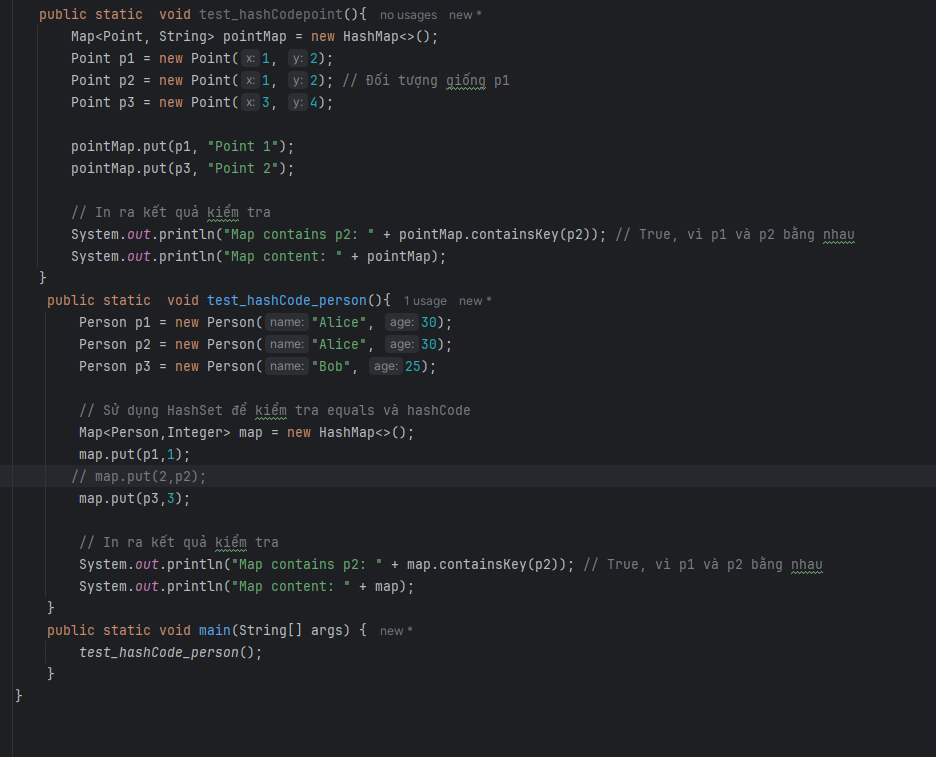 public static  void test_hashCodepoint(){  no usages  new *
Map<Point, String> pointMap = new HashMap<>();
Point p1 = new Point( x: 1,  y: 2);
Point p2 = new Point( x: 1,  y: 2); // Đối tượng giống p1
Point p3 = new Point( x: 3,  y: 4);
pointMap.put(p1, "Point 1");
pointMap.put(p3, "Point 2");
// In ra kết quả kiểm tra
System.out.println("Map contains p2: " + pointMap.containsKey(p2)); // True, vì p1 và p2 bằng nhau
System.out.println("Map content: " + pointMap);
}
public static  void test_hashCode_person(){  1 usage  new *
Person p1 = new Person( name: "Alice",  age: 30);
Person p2 = new Person( name: "Alice",  age: 30);
Person p3 = new Person( name: "Bob",  age: 25);
// Sử dụng HashSet để kiểm tra equals và hashCode
Map<Person,Integer> map = new HashMap<>();
map.put(p1,1);
// map.put(2,p2);
map.put(p3,3);
// In ra kết quả kiểm tra
System.out.println("Map contains p2: " + map.containsKey(p2)); // True, vì p1 và p2 bằng nhau
System.out.println("Map content: " + map);
}
public static void main(String[] args) {  new *
test_hashCode_person();
}
}